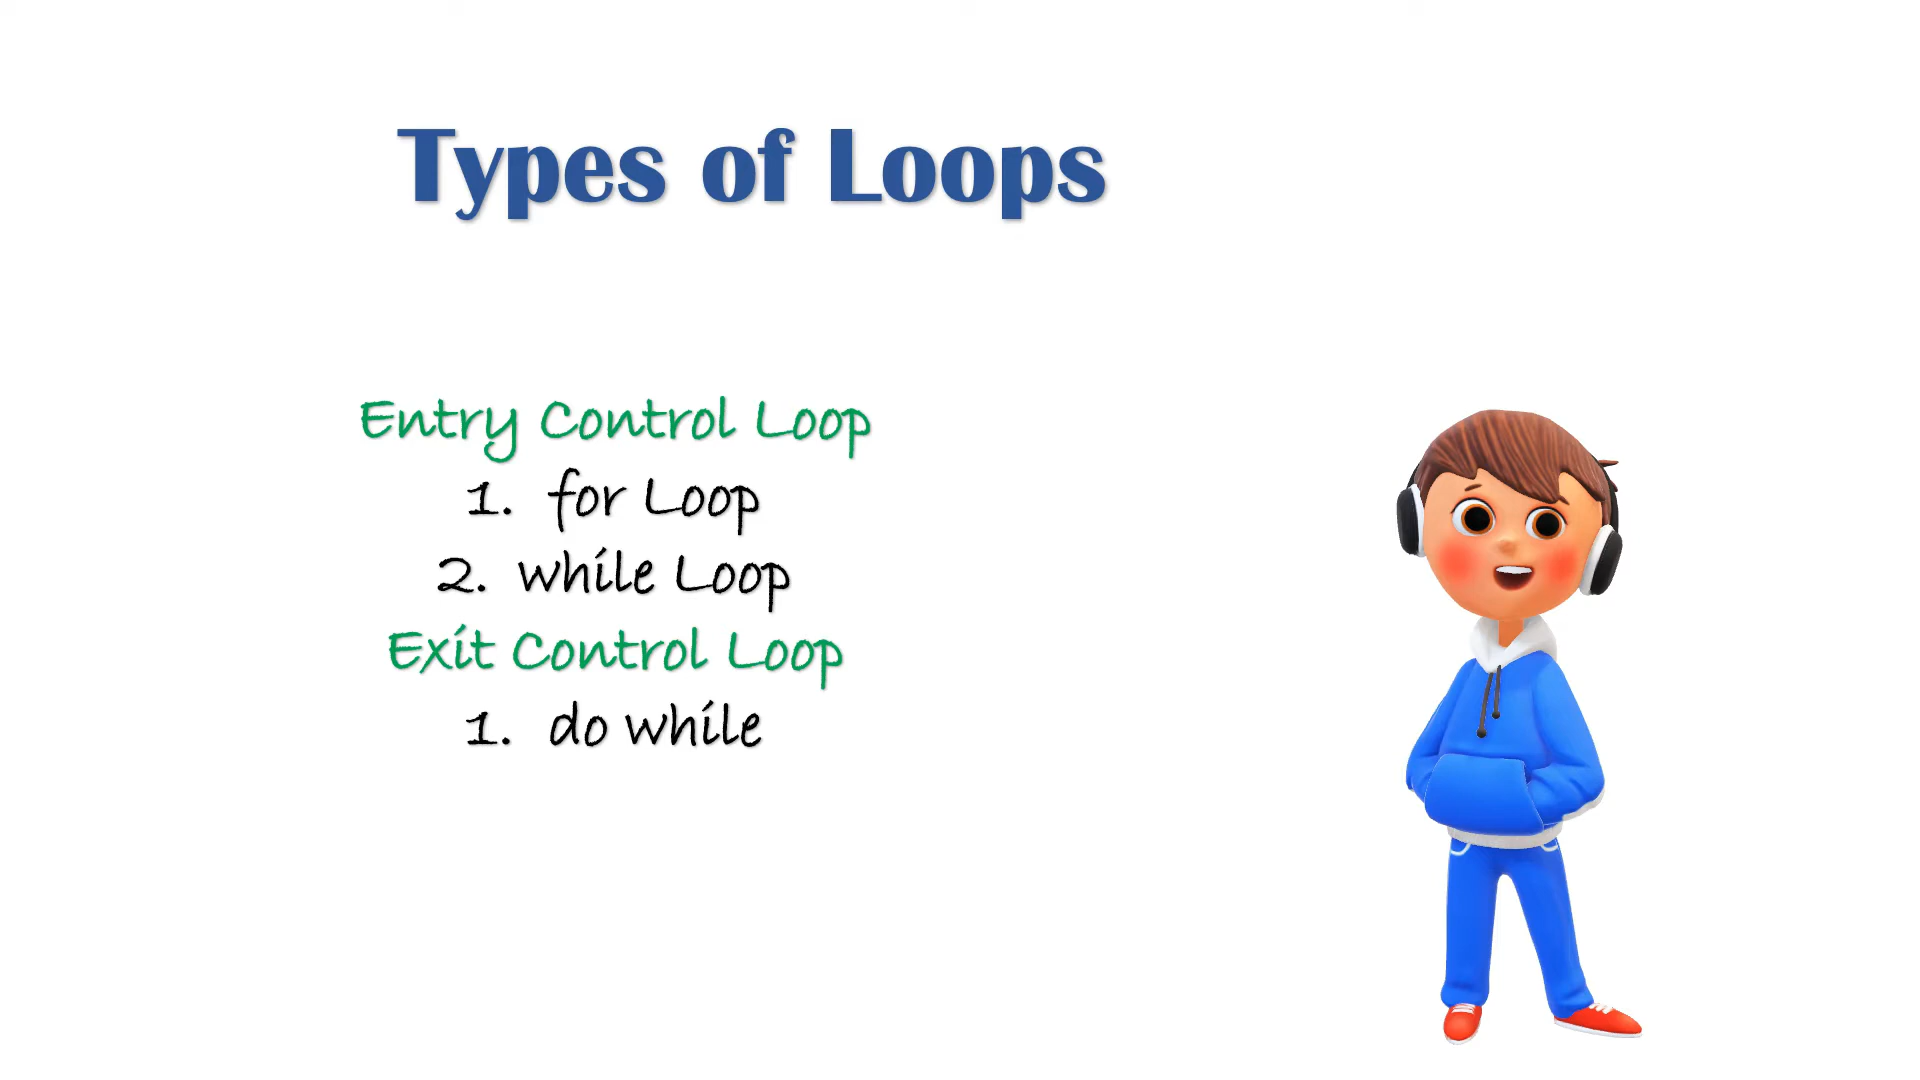 Types of Loops
Entry Control Loop
1. for Loop
2. while Loop
Exit Control Loop
1. do while